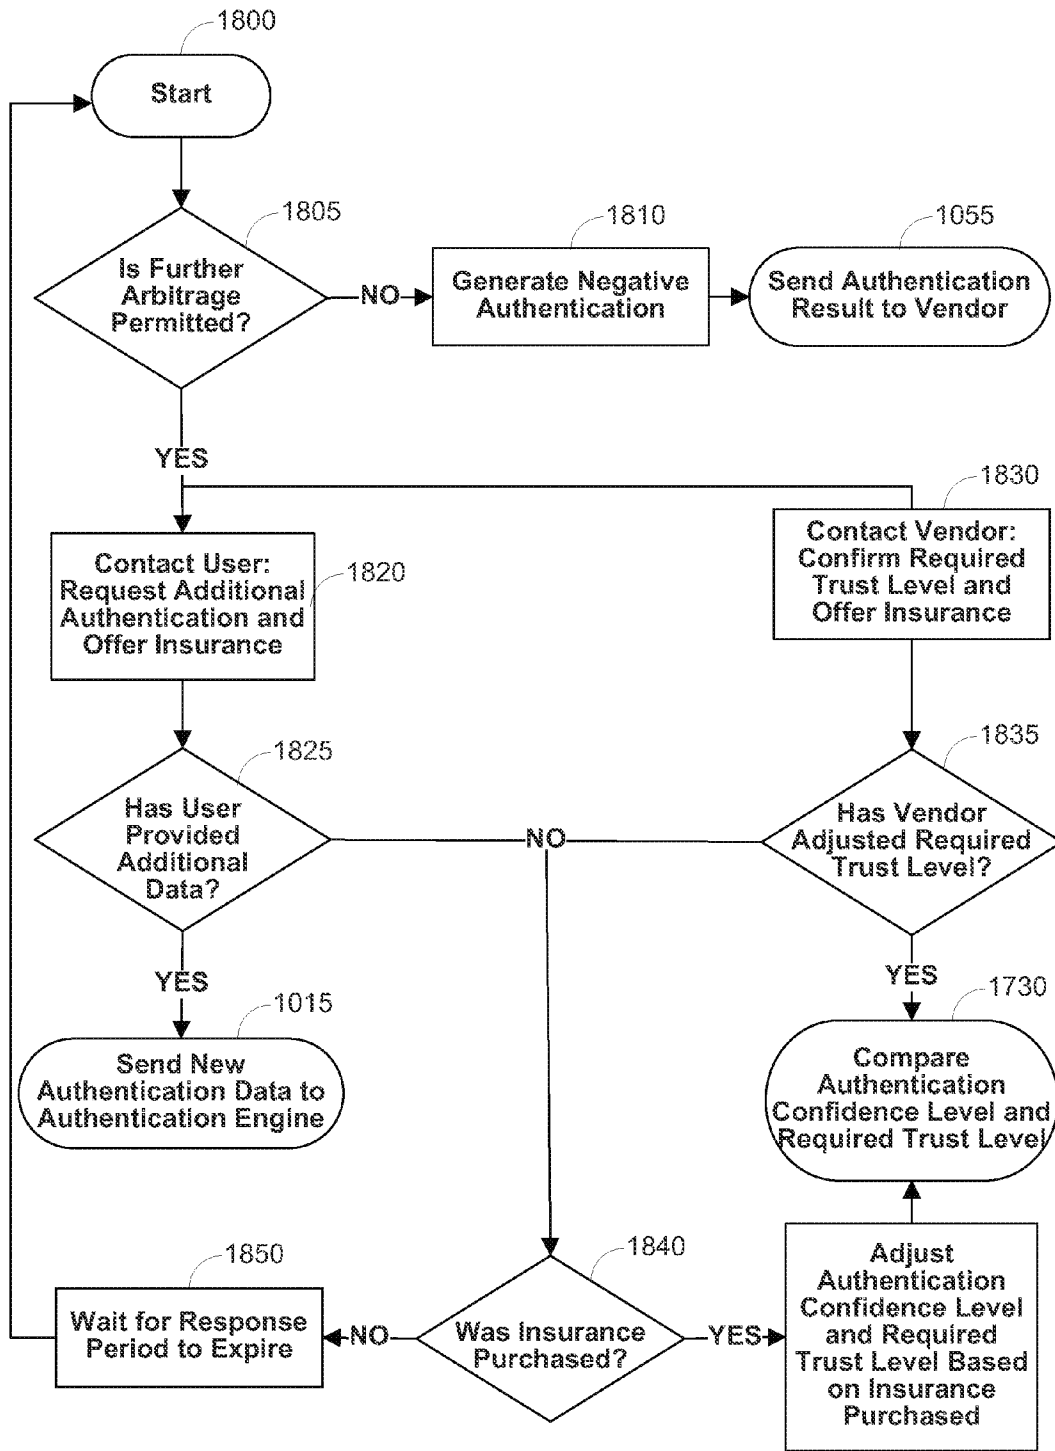 1800
Start
1805
Is Further
Arbitrage
Permitted?
NO
1810
Generate Negative
Authentication
1055
Send Authentication
Result to Vendor
YES
1820
Contact User:
Request Additional
Authentication and
Offer Insurance
1830
Contact Vendor:
Confirm Required
Trust Level and
Offer Insurance
1825
Has User
Provided
Additional
Data?
NO
1835
Has Vendor
Adjusted Required
Trust Level?
YES
1015
Send New
Authentication Data to
Authentication Engine
YES
1730
Compare
Authentication
Confidence Level and
Required Trust Level
1850
Wait for Response
Period to Expire
NO
1840
Was Insurance
Purchased?
YES
Adjust
Authentication
Confidence Level
and Required
Trust Level Based
on Insurance
Purchased